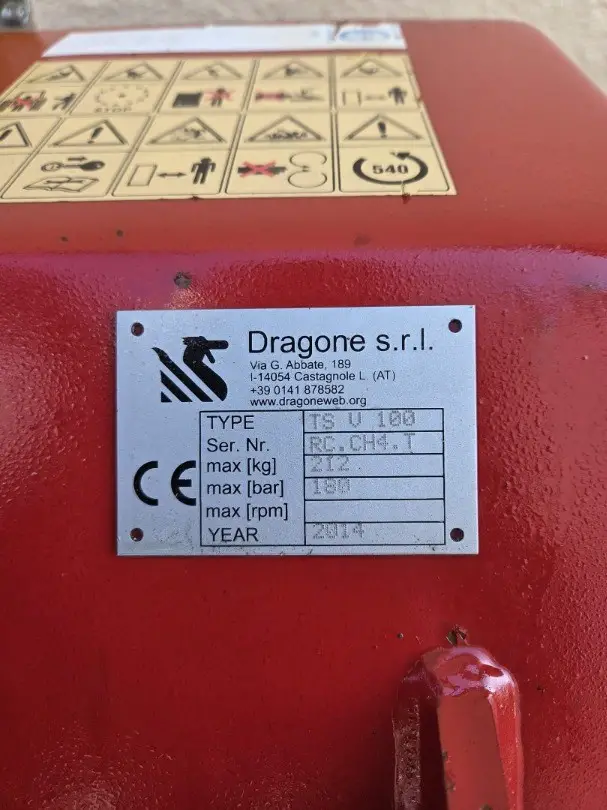 STOP
540
Dragone s.r.l.
Via G. Abbate, 189
I-14054 Castagnole L. (AT)
+39 0141 878582
www.dragoneweb.org
TYPE TS V 100
Ser. Nr. RC.CH4.T
max [kg] 212
max [bar] 180
max [rpm]
YEAR 2014
CE